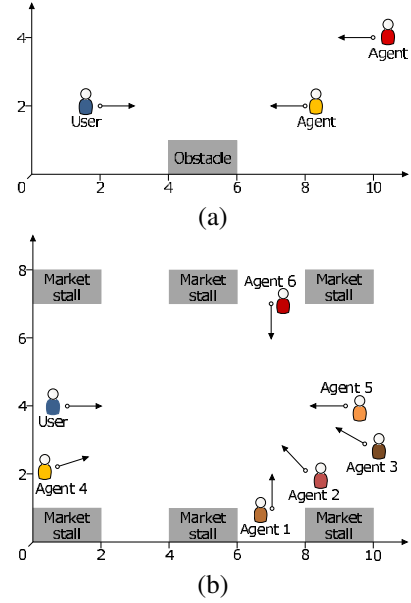 4
Agent
2
User
Agent
Obstacle
0
2
4
6
8
10
(a)
8
Market
stall
Market
stall
Agent 6
Market
stall
6
4
User
Agent 5
Agent 3
2
Agent 4
Agent 2
Market
stall
Market
stall
Agent 1
Market
stall
0
2
4
6
8
10
(b)